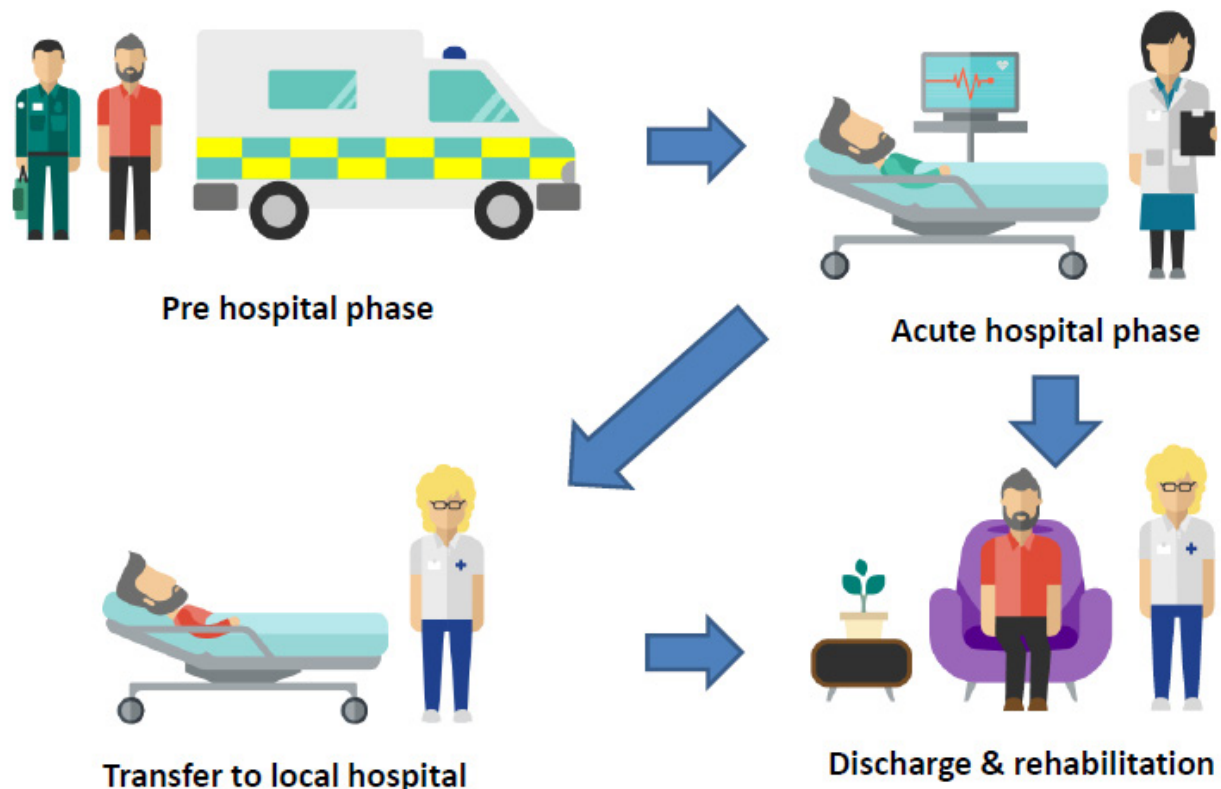 Pre hospital phase
Acute hospital phase
Transfer to local hospital
Discharge & rehabilitation